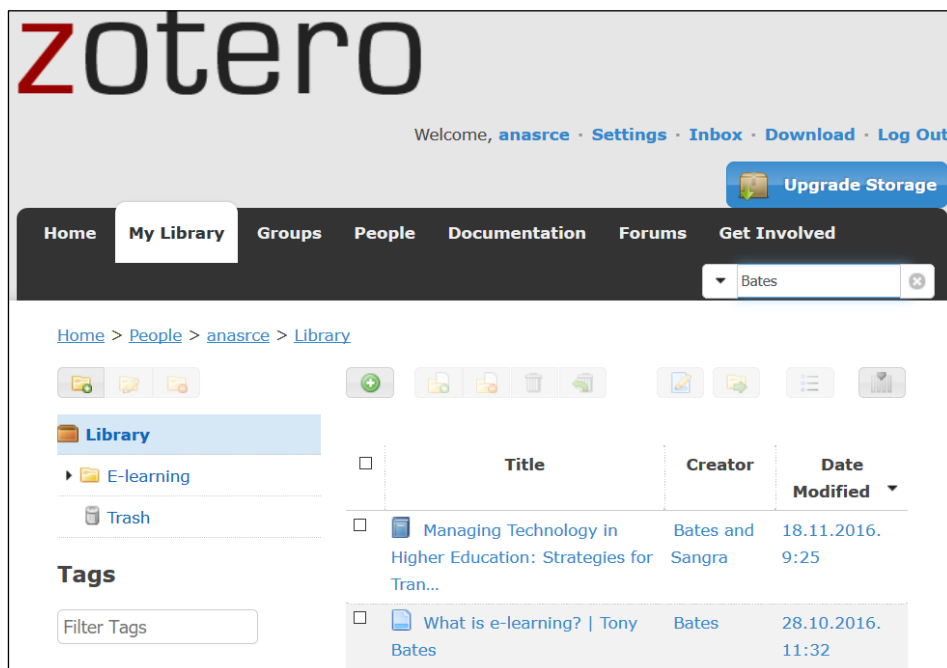 zotero
Welcome, anasrce · Settings · Inbox · Download · Log Out
Upgrade Storage
Home My Library Groups People Documentation Forums Get Involved
Bates
Home > People > anasrce > Library
Library
E-learning
Trash
Tags
Filter Tags
Title Creator Date
Modified
Managing Technology in Bates and 18.11.2016.
Higher Education: Strategies for Sangra 9:25
Tran...
What is e-learning? | Tony Bates 28.10.2016.
Bates 11:32